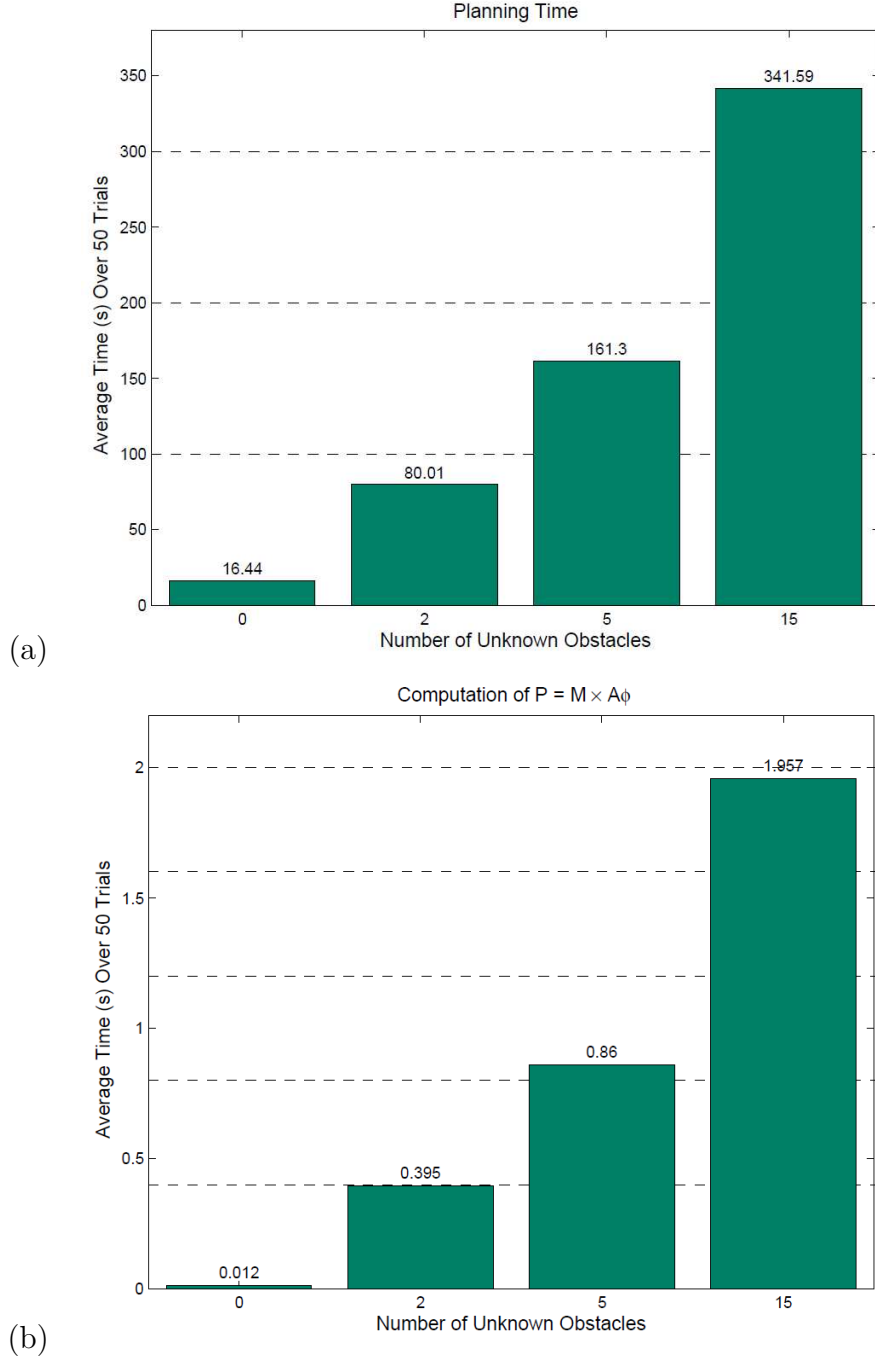 Planning Time
350
300
250
200
150
100
50
0
Average Time (s) Over 50 Trials
16.44
80.01
161.3
341.59
0 2 5 15
Number of Unknown Obstacles
(a)
Computation of P = M × Aϕ
2
1.5
1
0.5
0
Average Time (s) Over 50 Trials
0.012
0.395
0.86
1.957
0 2 5 15
Number of Unknown Obstacles
(b)